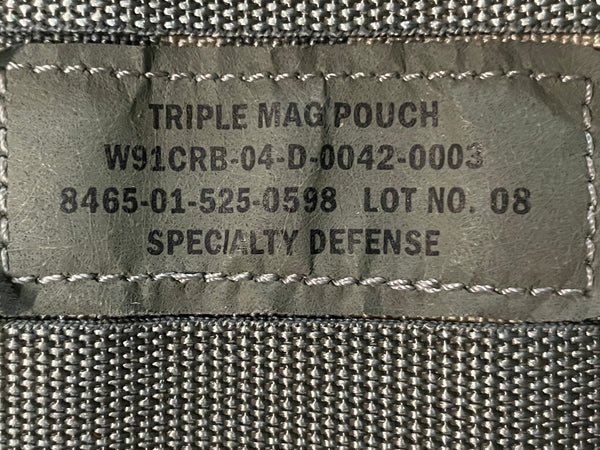 TRIPLE MAG POUCH
W91CRB-04-D-0042-0003
8465-01-525-0598 LOT NO. 08
SPECIALTY DEFENSE